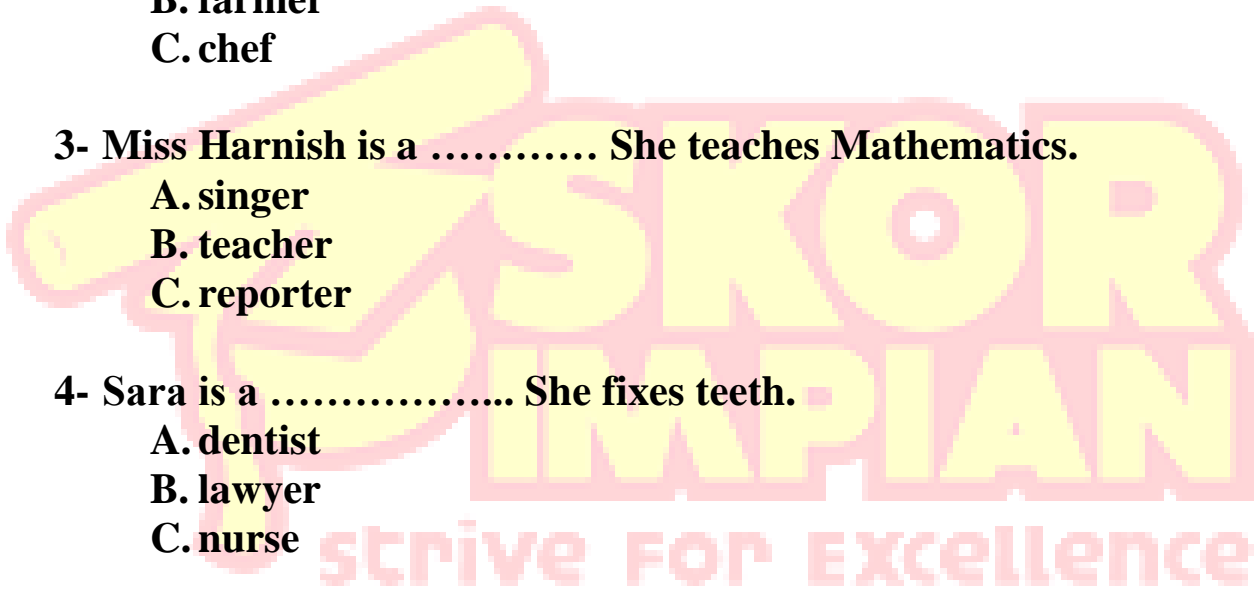 B. farmer
C. chef
3- Miss Harnish is a ………… She teaches Mathematics.
A. singer
B. teacher
C. reporter
4- Sara is a ……………... She fixes teeth.
A. dentist
B. lawyer
C. nurse
SKOR
IMPIAN
strive For Excellence